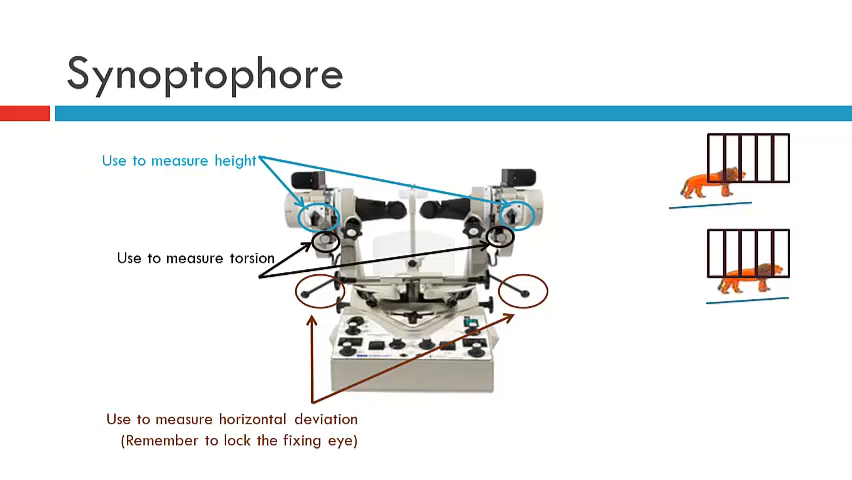 Synoptophore
Use to measure height
Use to measure torsion
Use to measure horizontal deviation
(Remember to lock the fixing eye)